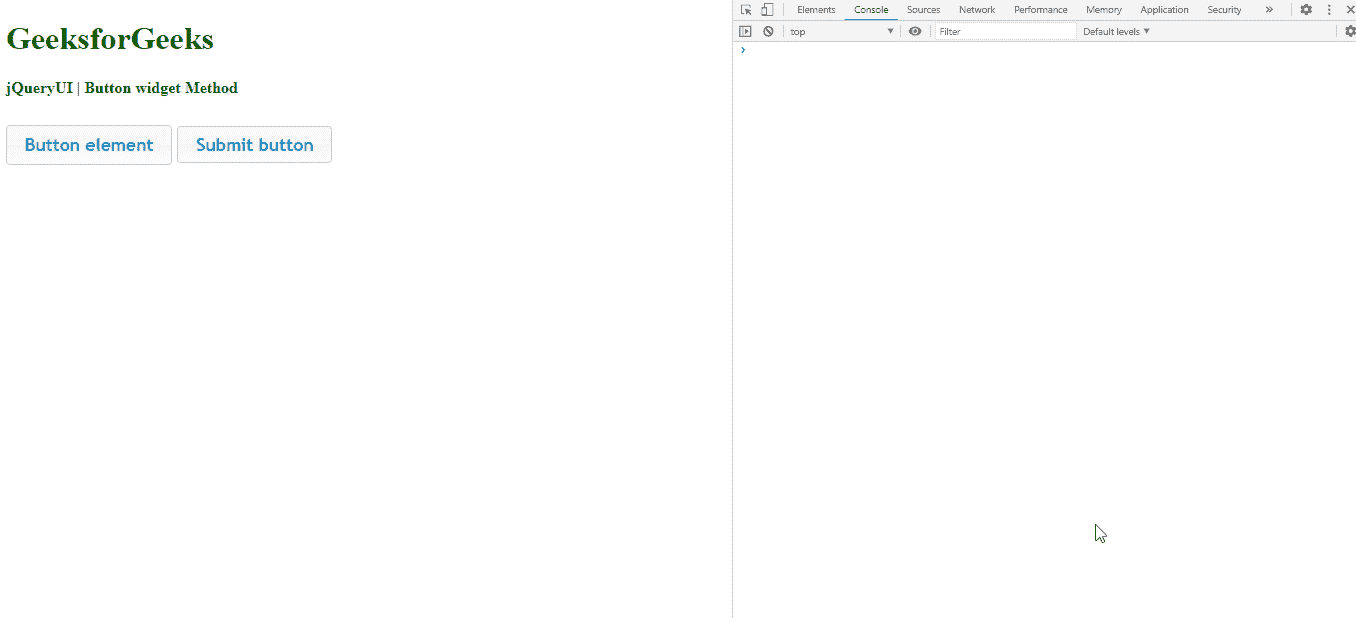 GeeksforGeeks
jQueryUI | Button widget Method
Button element Submit button
Elements Console Sources Network Performance Memory Application Security »
top Filter Default levels